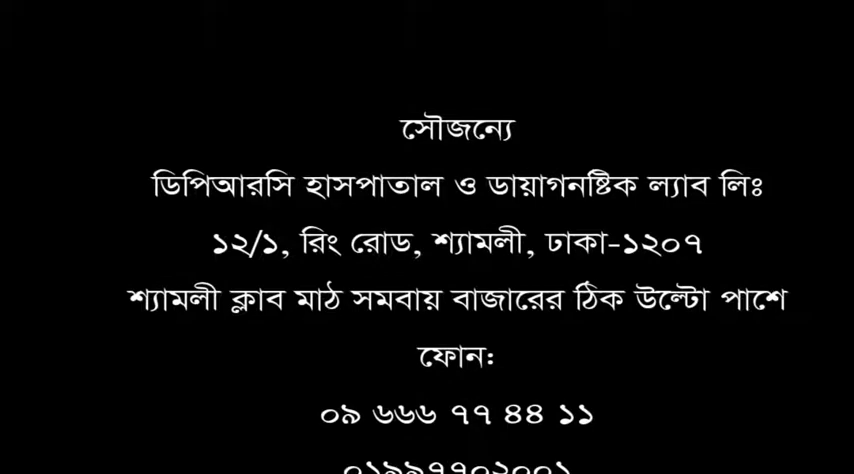 সৌজন্যে
ডিপিআরসি হাসপাতাল ও ডায়াগনষ্টিক ল্যাব লিঃ
১২/১, রিং রোড, শ্যামলী, ঢাকা-১২০৭
শ্যামলী ক্লাব মাঠ সমবায় বাজারের ঠিক উল্টো পাশে
ফোন:
০৯ ৬৬৬ ৭৭ ৪৪ ১১